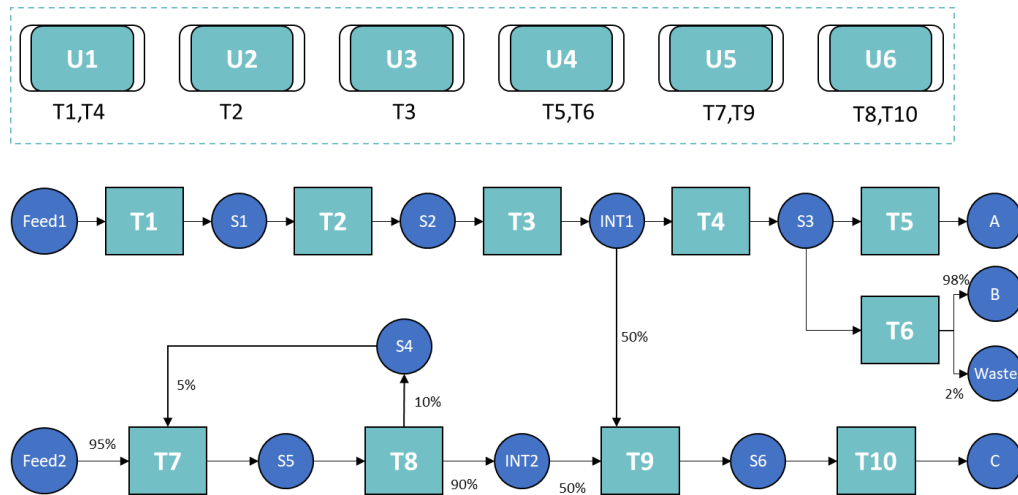 U1 U2 U3 U4 U5 U6
T1,T4 T2 T3 T5,T6 T7,T9 T8,T10
Feed1 T1 S1 T2 S2 T3 INT1 T4 S3 T5 A
98%
B
T6
50%
S4
Waste
5%
10%
2%
95%
Feed2 T7 S5 T8 INT2 T9 S6 T10 C
90%
50%